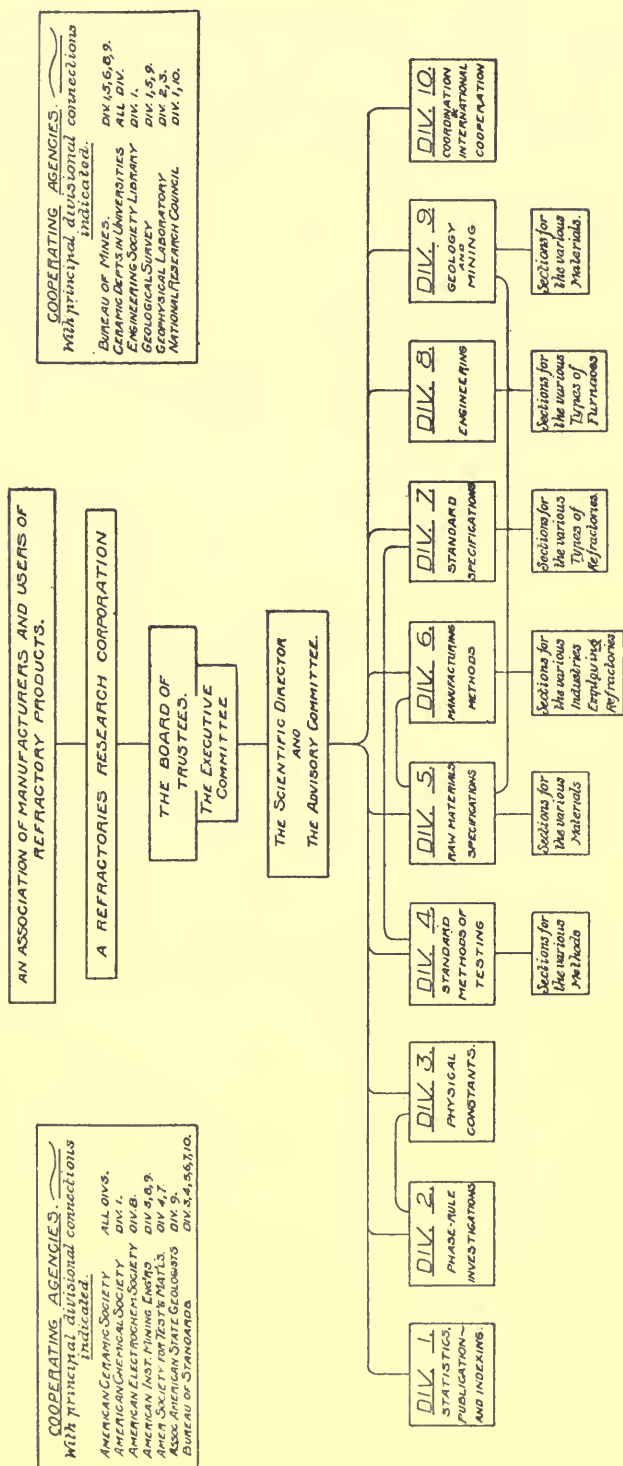 COOPERATING AGENCIES.
With principal divisional connections
indicated.
AMERICAN CERAMIC SOCIETY ALL DIVS.
AMERICAN CHEMICAL SOCIETY DIV. 1.
AMERICAN ELECTROCHEM SOCIETY DIV. 8.
AMERICAN INST. MINING ENG'RS DIV 5,8,9.
AMER SOCIETY FOR TEST'G MAT'LS. DIV 4,7.
ASSOC AMERICAN STATE GEOLOGISTS DIV. 9.
BUREAU OF STANDARDS DIV. 3,4,5,6,7,10.
AN ASSOCIATION OF MANUFACTURERS AND USERS OF
REFRACTORY PRODUCTS.
A REFRACTORIES RESEARCH CORPORATION
THE BOARD OF
TRUSTEES.
THE EXECUTIVE
COMMITTEE
THE SCIENTIFIC DIRECTOR
AND
THE ADVISORY COMMITTEE.
COOPERATING AGENCIES.
With principal divisional connections
indicated.
BUREAU OF MINES. DIV. 1,5,6,8,9.
CERAMIC DEPTS IN UNIVERSITIES ALL DIV.
ENGINEERING SOCIETY LIBRARY DIV. 1.
GEOLOGICAL SURVEY DIV. 1,5,9.
GEOPHYSICAL LABORATORY DIV. 2,3.
NATIONAL RESEARCH COUNCIL DIV. 1,10.
DIV. 1.
STATISTICS,
PUBLICATION~
AND INDEXING.
DIV. 2.
PHASE-RULE
INVESTIGATIONS
DIV. 3.
PHYSICAL
CONSTANTS.
DIV. 4.
STANDARD
METHODS OF
TESTING
DIV. 5.
RAW MATERIALS
SPECIFICATIONS
DIV. 6.
MANUFACTURING
METHODS
DIV. 7.
STANDARD
SPECIFICATIONS
DIV. 8.
ENGINEERING
DIV. 9
GEOLOGY
AND
MINING
DIV. 10.
COORDINATION
&
INTERNATIONAL
COOPERATION
Sections for
the various
Methods
Sections for
the various
Materials
Sections for
the various
Industries
Employing
Refractories
Sections for
the various
Types of
Refractories.
Sections for
the various
Types of
Furnaces
Sections for
the various
Materials.